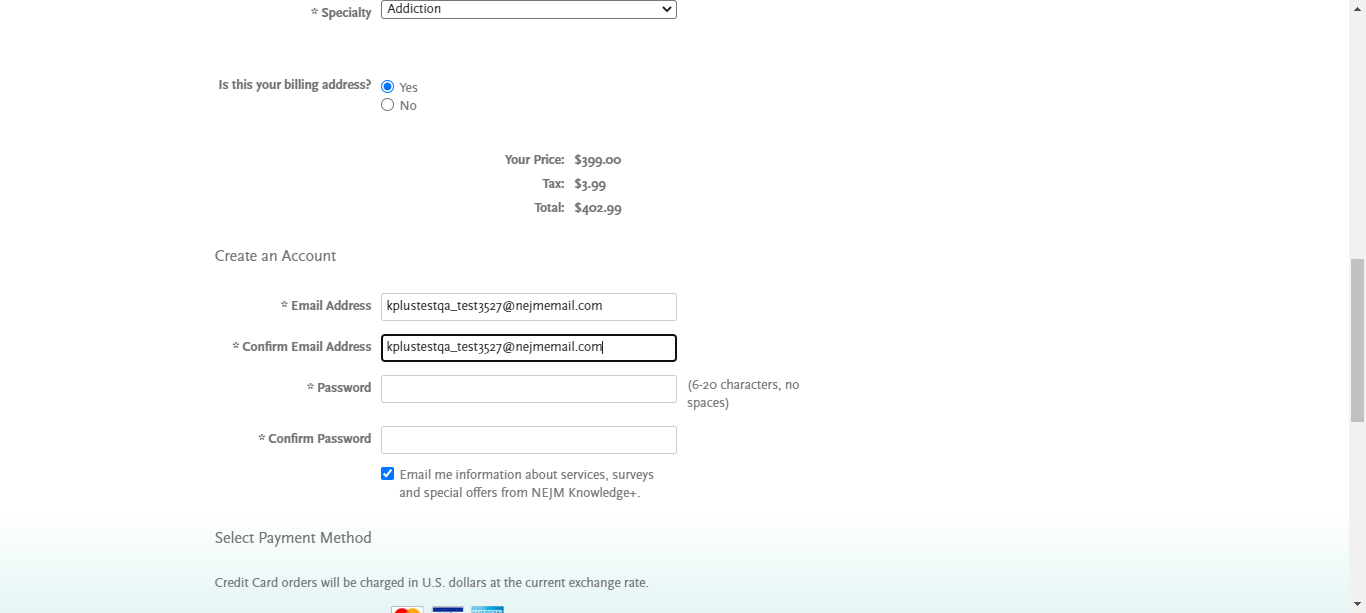 * Specialty Addiction
Is this your billing address? Yes
No
Your Price: $399.00
Tax: $3.99
Total: $402.99
Create an Account
* Email Address kplustestqa_test3527@nejmemail.com
* Confirm Email Address kplustestqa_test3527@nejmemail.com
* Password (6-20 characters, no
spaces)
* Confirm Password
Email me information about services, surveys
and special offers from NEJM Knowledge+.
Select Payment Method
Credit Card orders will be charged in U.S. dollars at the current exchange rate.